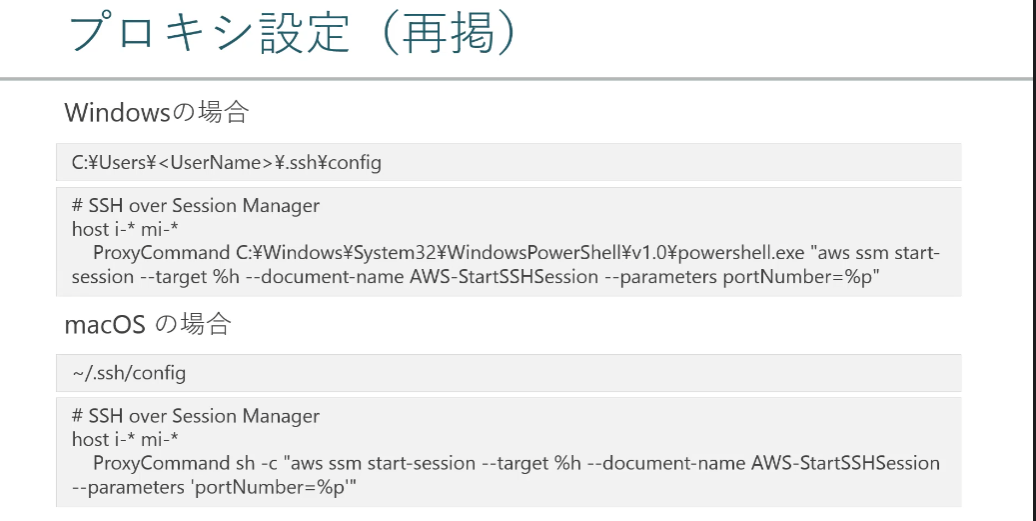 プロキシ設定（再掲）
Windowsの場合
C:¥Users¥<UserName>¥.ssh¥config
# SSH over Session Manager
host i-* mi-*
    ProxyCommand C:¥Windows¥System32¥WindowsPowerShell¥v1.0¥powershell.exe "aws ssm start-
session --target %h --document-name AWS-StartSSHSession --parameters portNumber=%p"
macOS の場合
~/.ssh/config
# SSH over Session Manager
host i-* mi-*
    ProxyCommand sh -c "aws ssm start-session --target %h --document-name AWS-StartSSHSession
--parameters 'portNumber=%p'"